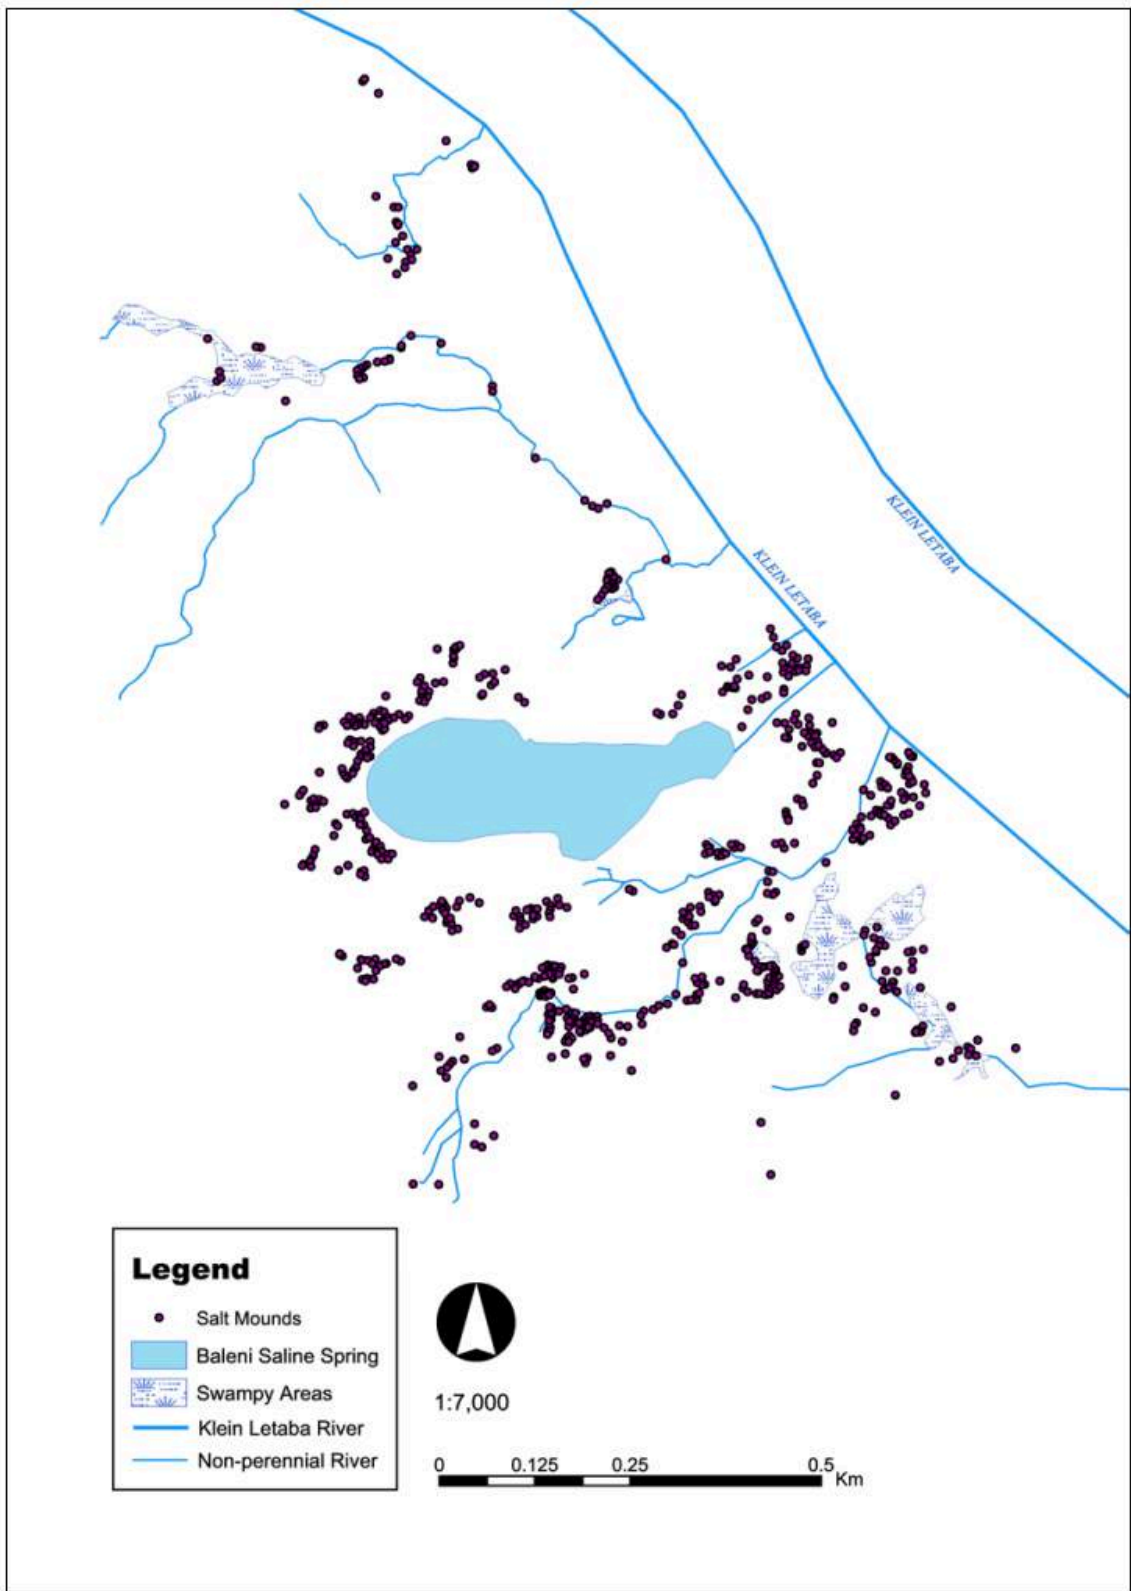 KLEIN LETABA
KLEIN LETABA
Legend
Salt Mounds
Baleni Saline Spring
Swampy Areas
Klein Letaba River
Non-perennial River
1:7,000
0 0.125 0.25 0.5
Km